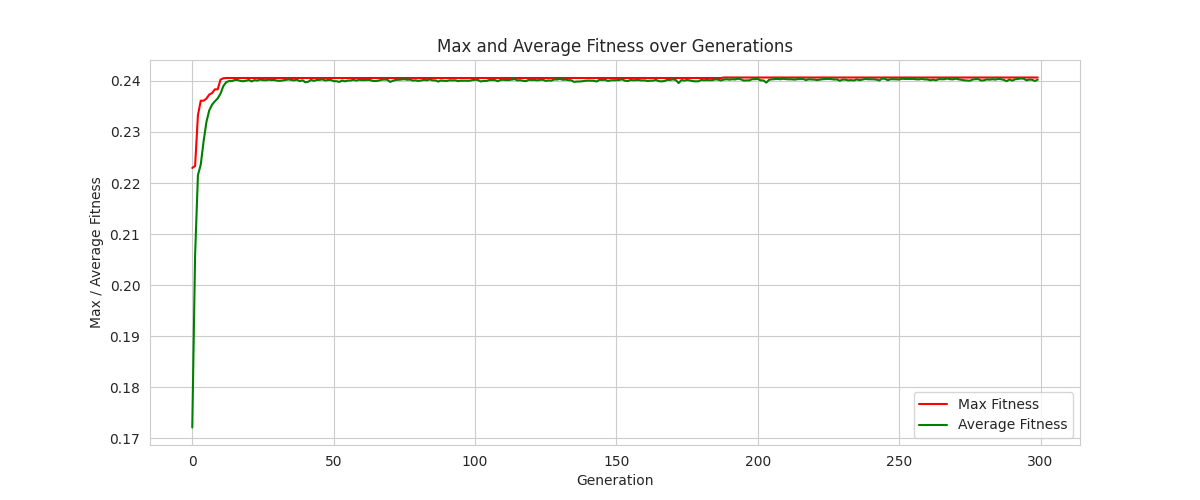 Max and Average Fitness over Generations
Max / Average Fitness
0.24
0.23
0.22
0.21
0.20
0.19
0.18
0.17
0 50 100 150 200 250 300
Generation
Max Fitness
Average Fitness